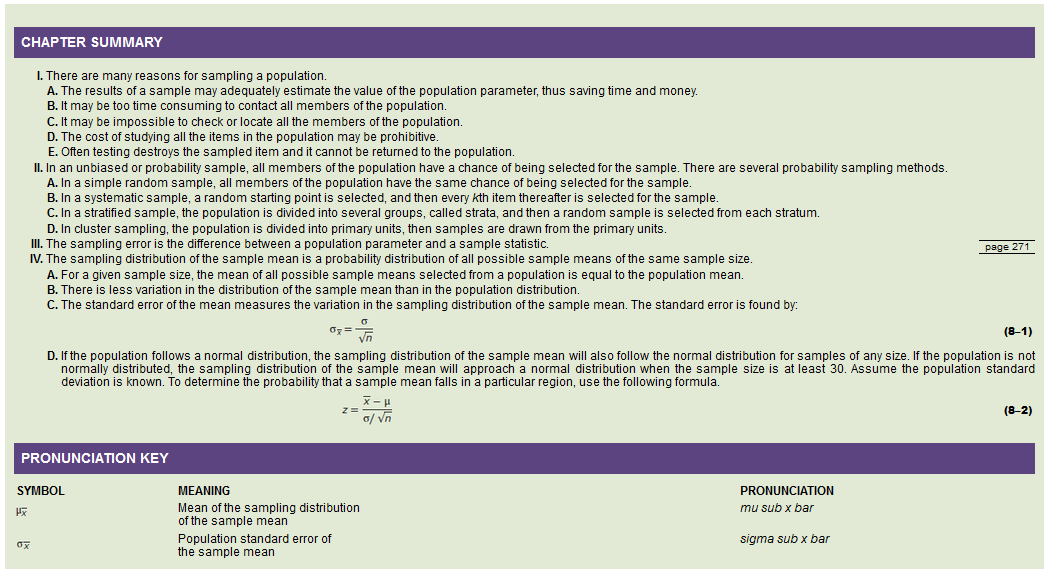 CHAPTER SUMMARY
I. There are many reasons for sampling a population.
A. The results of a sample may adequately estimate the value of the population parameter, thus saving time and money.
B. It may be too time consuming to contact all members of the population.
C. It may be impossible to check or locate all the members of the population.
D. The cost of studying all the items in the population may be prohibitive.
E. Often testing destroys the sampled item and it cannot be returned to the population.
II. In an unbiased or probability sample, all members of the population have a chance of being selected for the sample. There are several probability sampling methods.
A. In a simple random sample, all members of the population have the same chance of being selected for the sample.
B. In a systematic sample, a random starting point is selected, and then every kth item thereafter is selected for the sample.
C. In a stratified sample, the population is divided into several groups, called strata, and then a random sample is selected from each stratum.
D. In cluster sampling, the population is divided into primary units, then samples are drawn from the primary units.
III. The sampling error is the difference between a population parameter and a sample statistic.
page 271
IV. The sampling distribution of the sample mean is a probability distribution of all possible sample means of the same sample size.
A. For a given sample size, the mean of all possible sample means selected from a population is equal to the population mean.
B. There is less variation in the distribution of the sample mean than in the population distribution.
C. The standard error of the mean measures the variation in the sampling distribution of the sample mean. The standard error is found by:
σx̅ = σ/√n (8–1)
D. If the population follows a normal distribution, the sampling distribution of the sample mean will also follow the normal distribution for samples of any size. If the population is not
normally distributed, the sampling distribution of the sample mean will approach a normal distribution when the sample size is at least 30. Assume the population standard
deviation is known. To determine the probability that a sample mean falls in a particular region, use the following formula.
z = (x̅ − μ)/(σ/√n) (8–2)
PRONUNCIATION KEY
SYMBOL MEANING PRONUNCIATION
μx̅ Mean of the sampling distribution mu sub x bar
of the sample mean
σx̅ Population standard error of sigma sub x bar
the sample mean